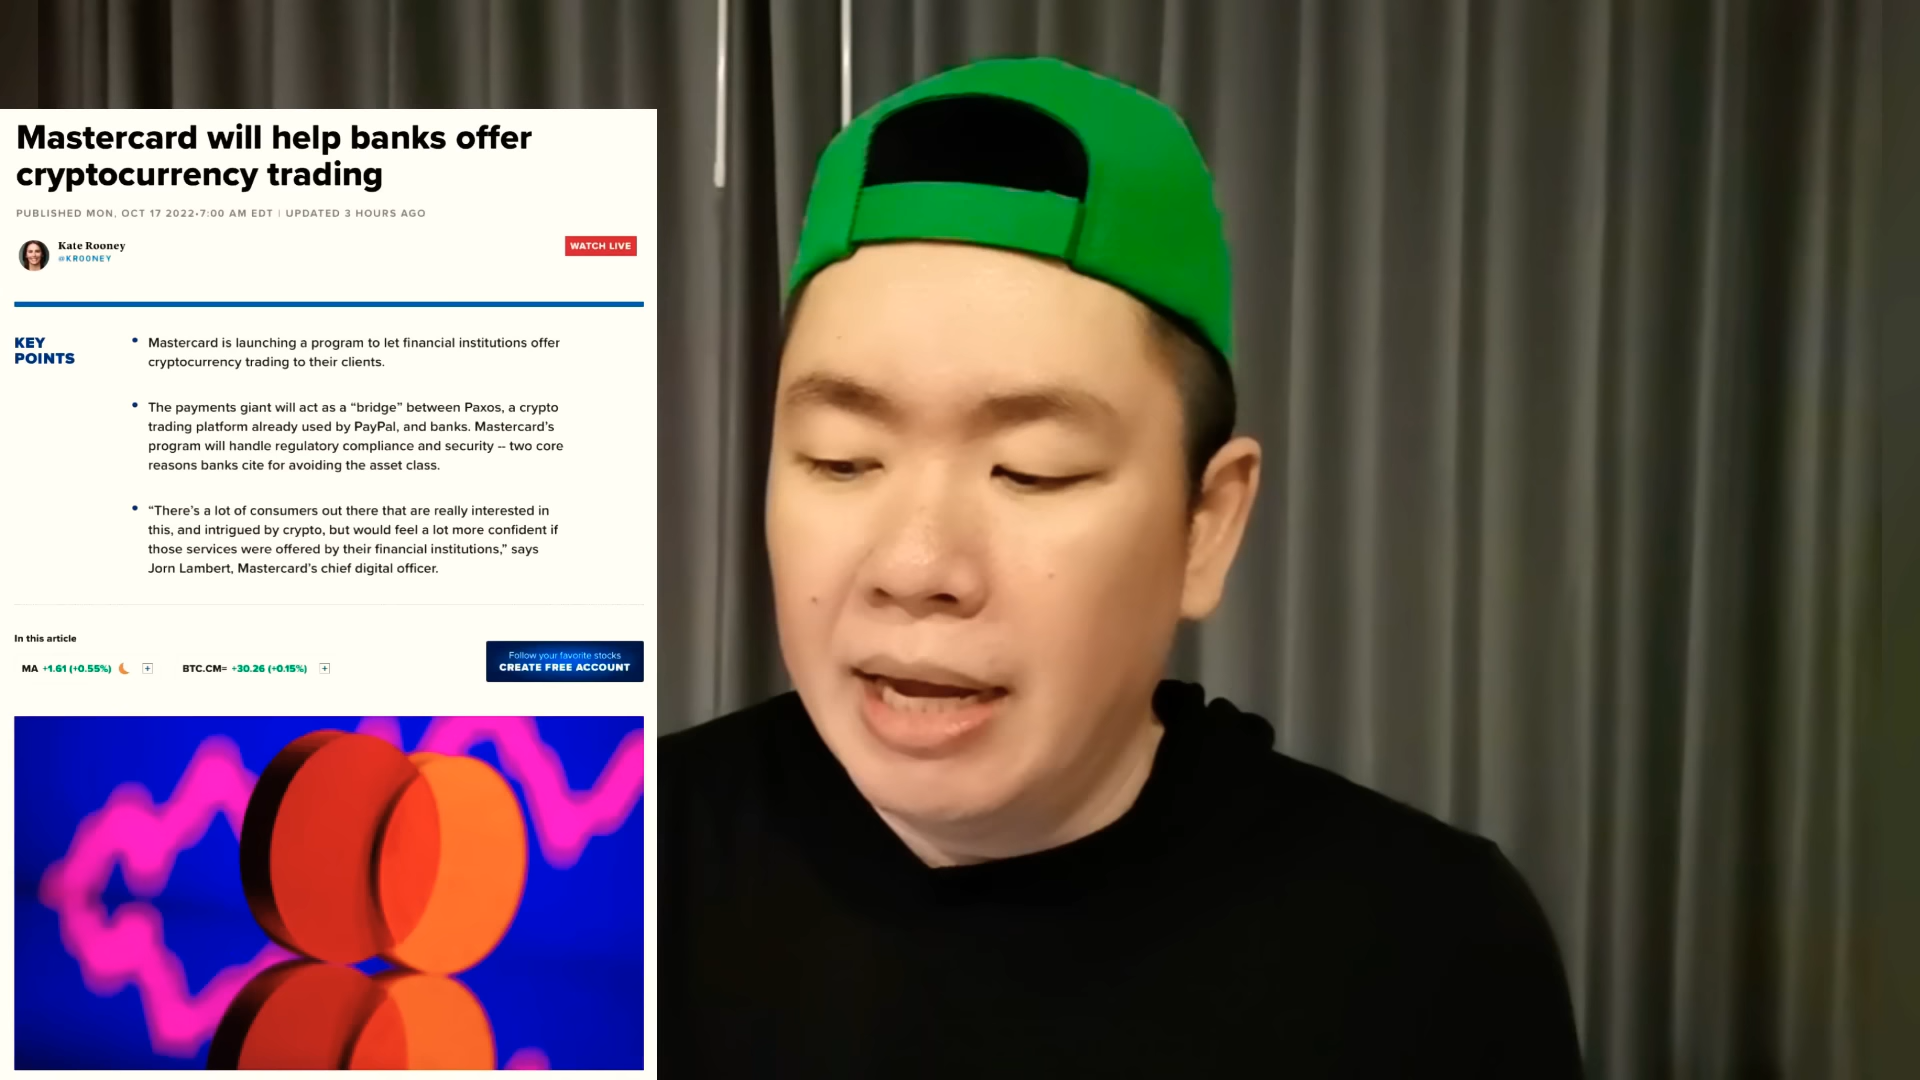 Mastercard will help banks offer
cryptocurrency trading
PUBLISHED MON, OCT 17 2022•7:00 AM EDT | UPDATED 3 HOURS AGO
Kate Rooney
@KROONEY
WATCH LIVE
KEY
POINTS
• Mastercard is launching a program to let financial institutions offer
cryptocurrency trading to their clients.
• The payments giant will act as a “bridge” between Paxos, a crypto
trading platform already used by PayPal, and banks. Mastercard’s
program will handle regulatory compliance and security -- two core
reasons banks cite for avoiding the asset class.
• “There’s a lot of consumers out there that are really interested in
this, and intrigued by crypto, but would feel a lot more confident if
those services were offered by their financial institutions,” says
Jorn Lambert, Mastercard’s chief digital officer.
In this article
MA +1.61 (+0.55%)
BTC.CM= +30.26 (+0.15%)
Follow your favorite stocks
CREATE FREE ACCOUNT